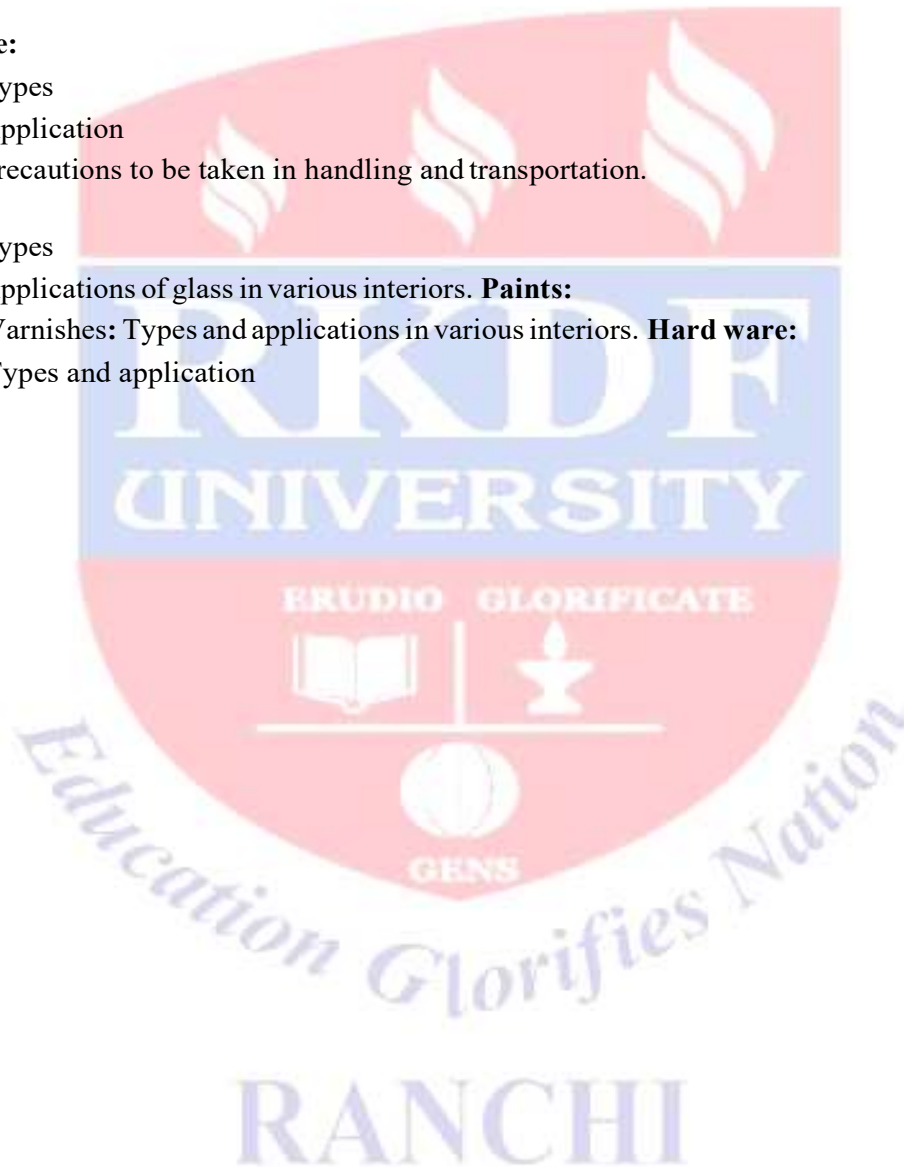 e:
ypes
pplication
recautions to be taken in handling and transportation.
ypes
pplications of glass in various interiors. Paints:
Varnishes: Types and applications in various interiors. Hard ware:
Types and application
RKDF
UNIVERSITY
ERUDIO GLORIFICATE
GENS
Education Glorifies Nation
RANCHI